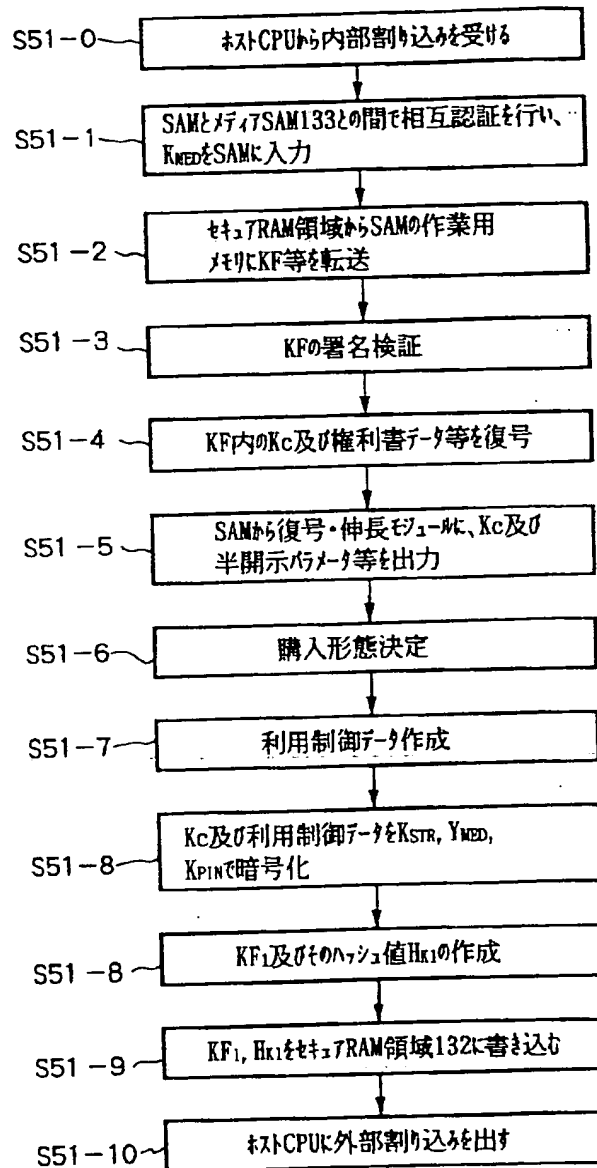 S51-0 ホストCPUから内部割り込みを受ける
S51-1 SAMとメディアSAM133との間で相互認証を行い、
KMEDをSAMに入力
S51-2 セキュアRAM領域からSAMの作業用
メモリにKF等を転送
S51-3 KFの署名検証
S51-4 KF内のKc及び権利書データ等を復号
S51-5 SAMから復号・伸長モジュールに、Kc及び
半開示パラメータ等を出力
S51-6 購入形態決定
S51-7 利用制御データ作成
S51-8 Kc及び利用制御データをKSTR, YMED,
KPINで暗号化
S51-8 KF1及びそのハッシュ値HK1の作成
S51-9 KF1, HK1をセキュアRAM領域132に書き込む
S51-10 ホストCPUに外部割り込みを出す